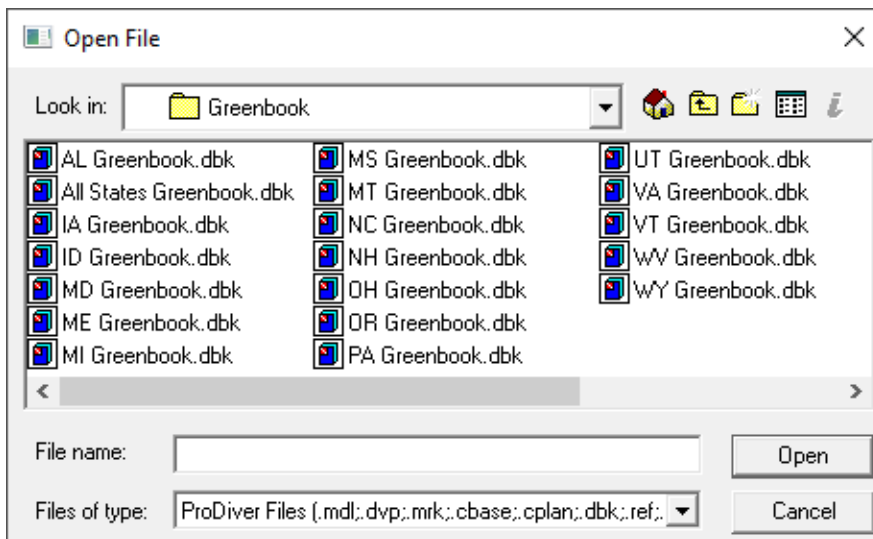 Open File
Look in: Greenbook
AL Greenbook.dbk
All States Greenbook.dbk
IA Greenbook.dbk
ID Greenbook.dbk
MD Greenbook.dbk
ME Greenbook.dbk
MI Greenbook.dbk
MS Greenbook.dbk
MT Greenbook.dbk
NC Greenbook.dbk
NH Greenbook.dbk
OH Greenbook.dbk
OR Greenbook.dbk
PA Greenbook.dbk
UT Greenbook.dbk
VA Greenbook.dbk
VT Greenbook.dbk
WV Greenbook.dbk
WY Greenbook.dbk
File name:
Open
Files of type: ProDiver Files (.mdl;.dvp;.mrk;.cbase;.cplan;.dbk;.ref;.
Cancel